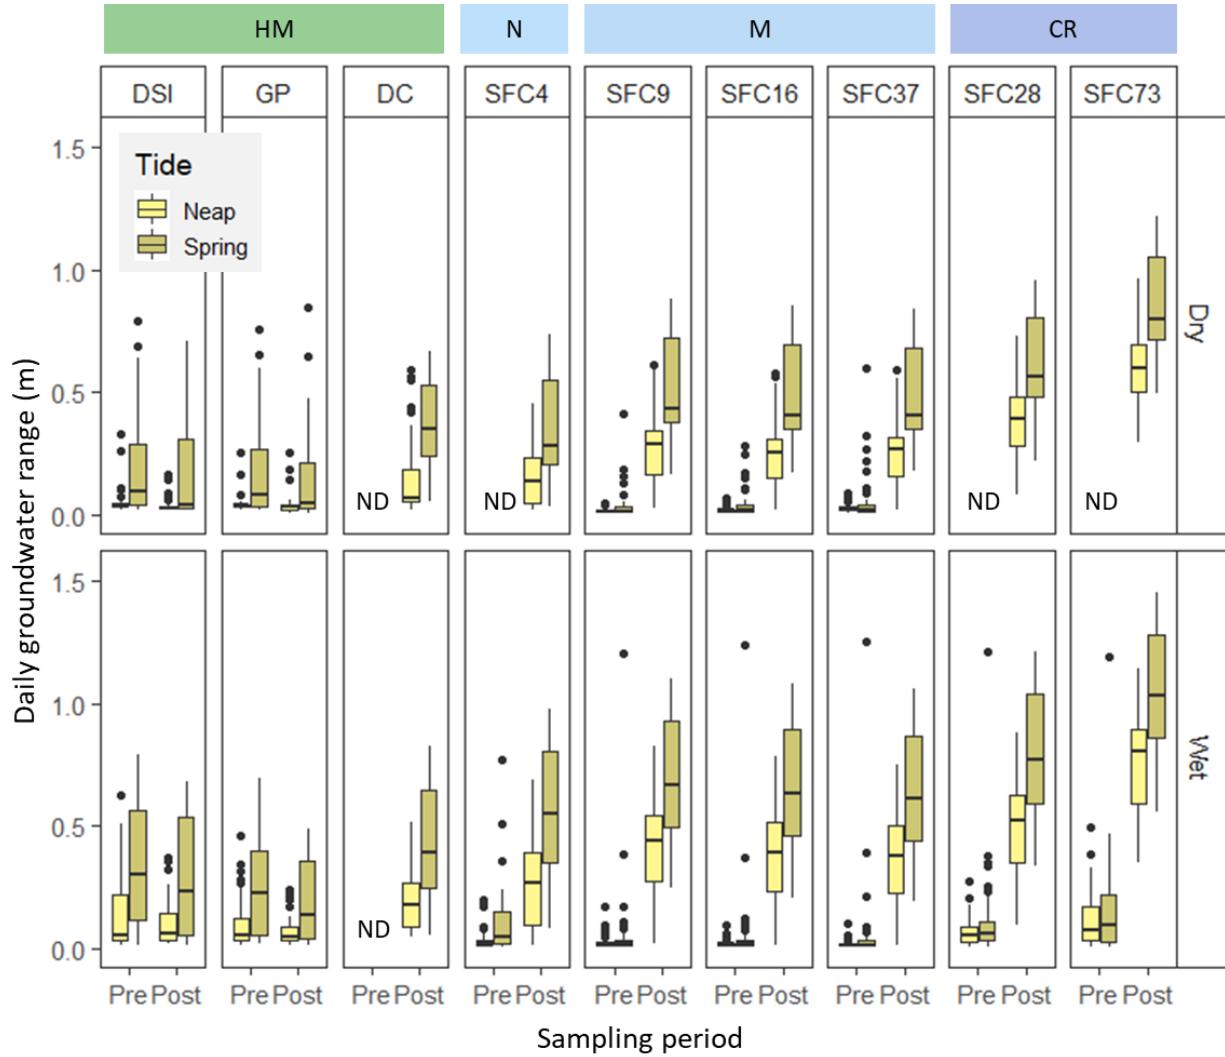 HM N M CR
DSI GP DC SFC4 SFC9 SFC16 SFC37 SFC28 SFC73
Tide
Neap
Spring
1.5
1.0
0.5
0.0
ND ND ND ND
Dry
Daily groundwater range (m)
1.5
1.0
0.5
0.0
ND
Wet
Pre Post Pre Post Pre Post Pre Post Pre Post Pre Post Pre Post Pre Post Pre Post
Sampling period